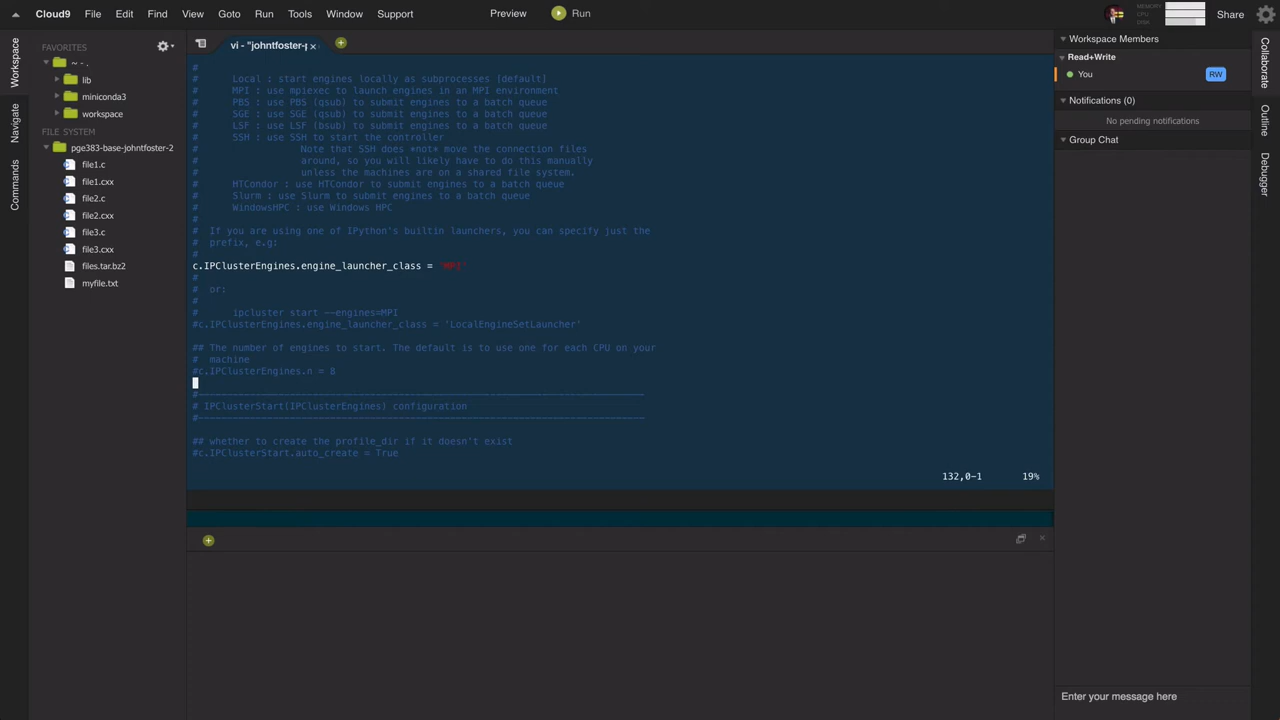 Cloud9 File Edit Find View Goto Run Tools Window Support Preview Run MEMORY CPU DISK Share
Workspace
Navigate
Commands
FAVORITES
~ - .
lib
miniconda3
workspace
FILE SYSTEM
pge383-base-johntfoster-2
file1.c
file1.cxx
file2.c
file2.cxx
file3.c
file3.cxx
files.tar.bz2
myfile.txt
vi - "johntfoster-p
#
# Local : start engines locally as subprocesses [default]
# MPI : use mpiexec to launch engines in an MPI environment
# PBS : use PBS (qsub) to submit engines to a batch queue
# SGE : use SGE (qsub) to submit engines to a batch queue
# LSF : use LSF (bsub) to submit engines to a batch queue
# SSH : use SSH to start the controller
# Note that SSH does *not* move the connection files
# around, so you will likely have to do this manually
# unless the machines are on a shared file system.
# HTCondor : use HTCondor to submit engines to a batch queue
# Slurm : use Slurm to submit engines to a batch queue
# WindowsHPC : use Windows HPC
#
# If you are using one of IPython's builtin launchers, you can specify just the
# prefix, e.g:
#
c.IPClusterEngines.engine_launcher_class = 'MPI'
#
# or:
#
# ipcluster start --engines=MPI
#c.IPClusterEngines.engine_launcher_class = 'LocalEngineSetLauncher'
## The number of engines to start. The default is to use one for each CPU on your
# machine
#c.IPClusterEngines.n = 8
#------------------------------------------------------------------------------
# IPClusterStart(IPClusterEngines) configuration
#------------------------------------------------------------------------------
## whether to create the profile_dir if it doesn't exist
#c.IPClusterStart.auto_create = True
132,0-1 19%
Workspace Members
Read+Write
You RW
Notifications (0)
No pending notifications
Group Chat
Enter your message here
Collaborate
Outline
Debugger